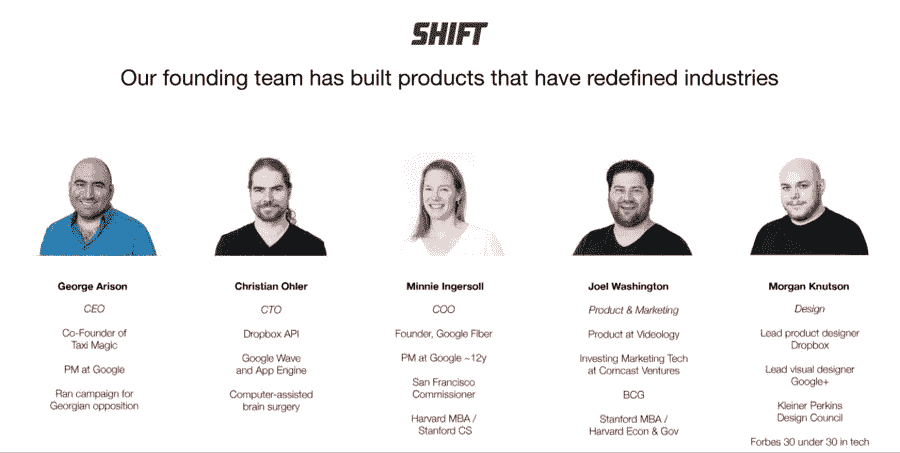 SHIFT
Our founding team has built products that have redefined industries
George Arison
CEO
Co-Founder of
Taxi Magic
PM at Google
Ran campaign for
Georgian opposition
Christian Ohler
CTO
Dropbox API
Google Wave
and App Engine
Computer-assisted
brain surgery
Minnie Ingersoll
COO
Founder, Google Fiber
PM at Google ~12y
San Francisco
Commissioner
Harvard MBA /
Stanford CS
Joel Washington
Product & Marketing
Product at Videology
Investing Marketing Tech
at Comcast Ventures
BCG
Stanford MBA /
Harvard Econ & Gov
Morgan Knutson
Design
Lead product designer
Dropbox
Lead visual designer
Google+
Kleiner Perkins
Design Council
Forbes 30 under 30 in tech